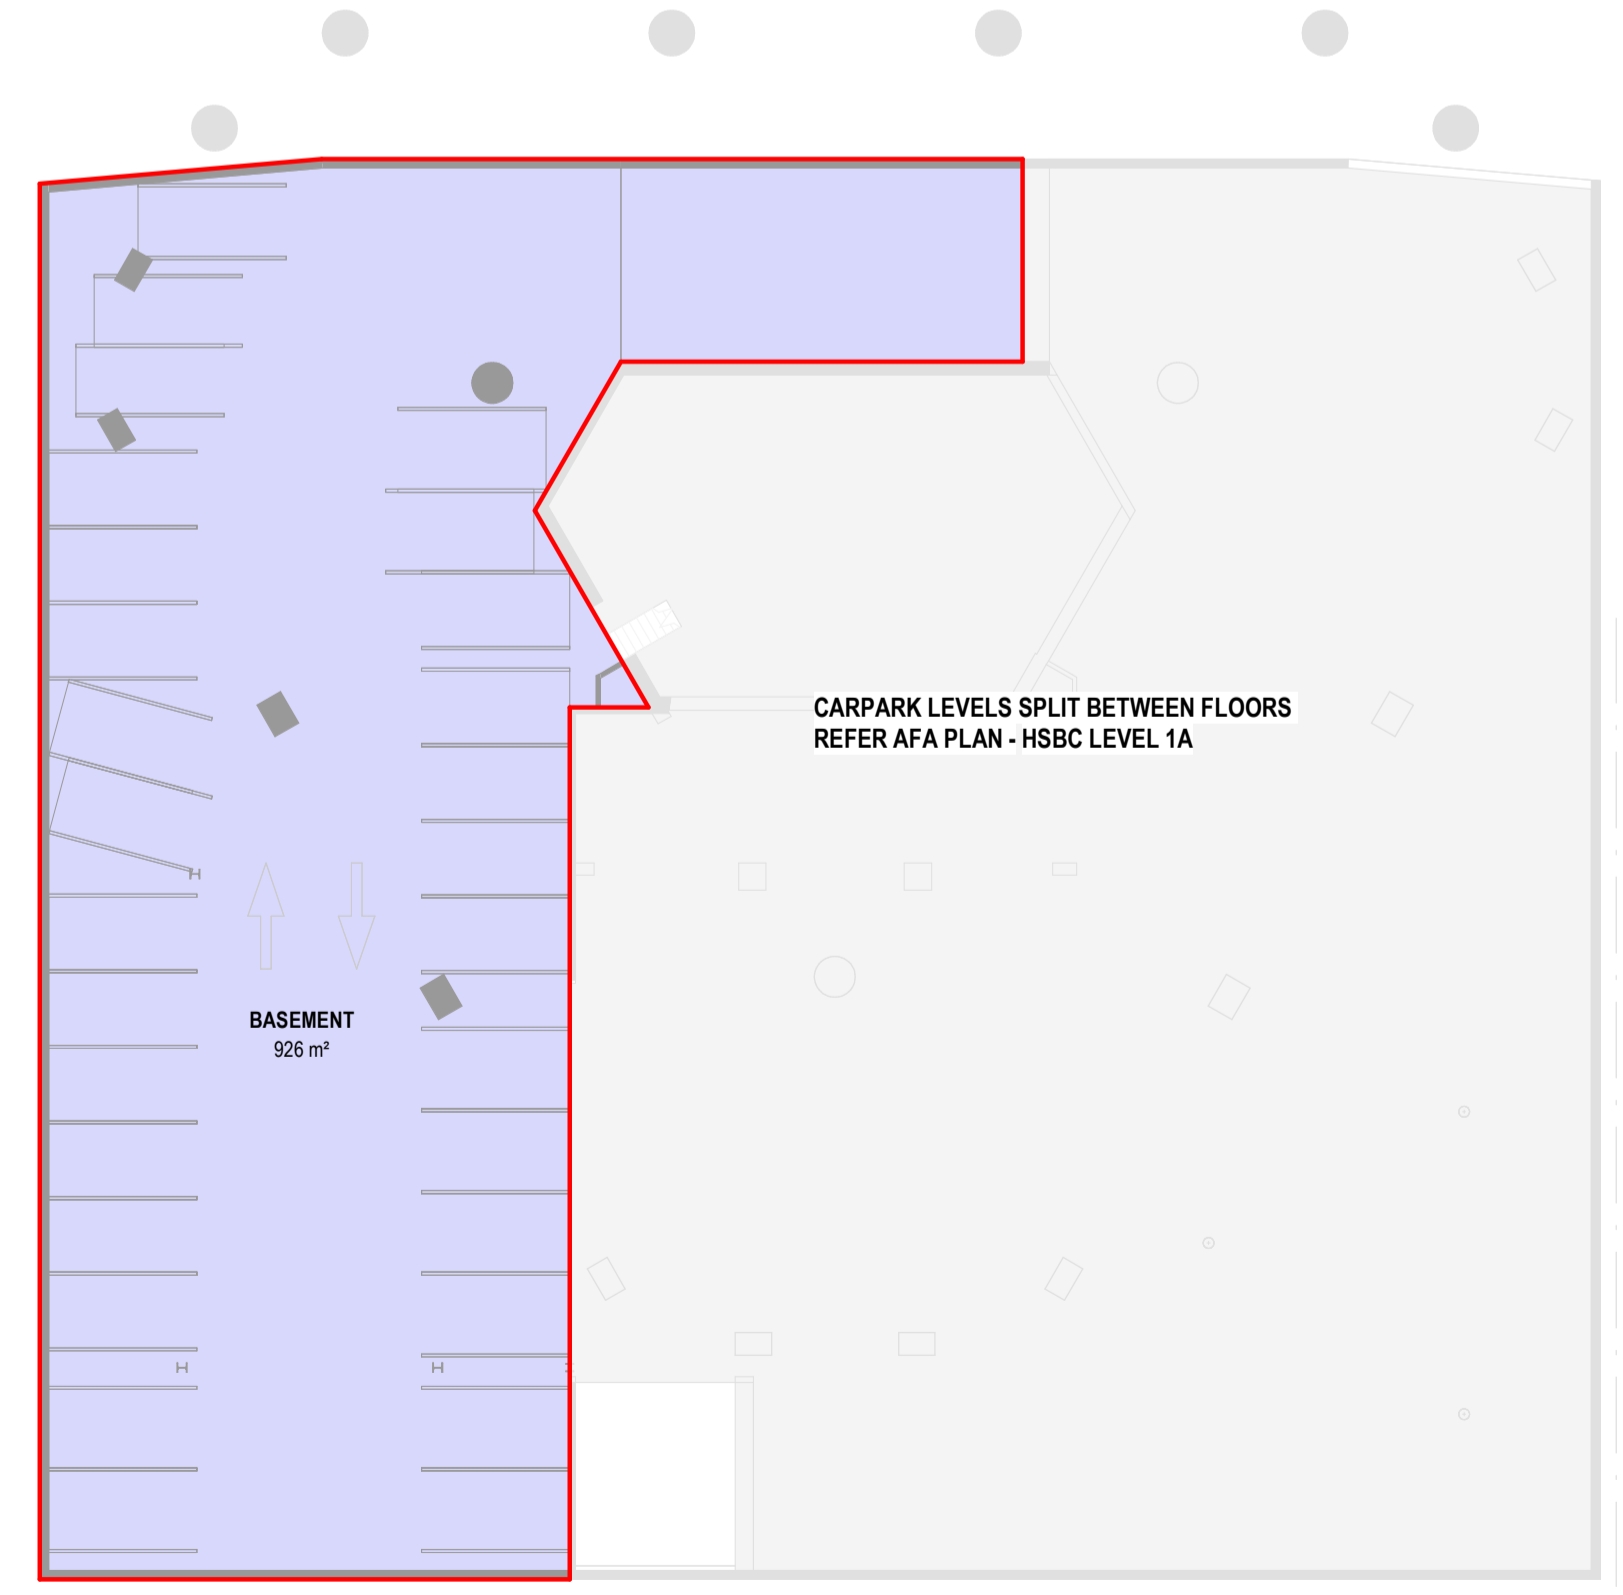 CARPARK LEVELS SPLIT BETWEEN FLOORS
REFER AFA PLAN - HSBC LEVEL 1A
BASEMENT
926 m²